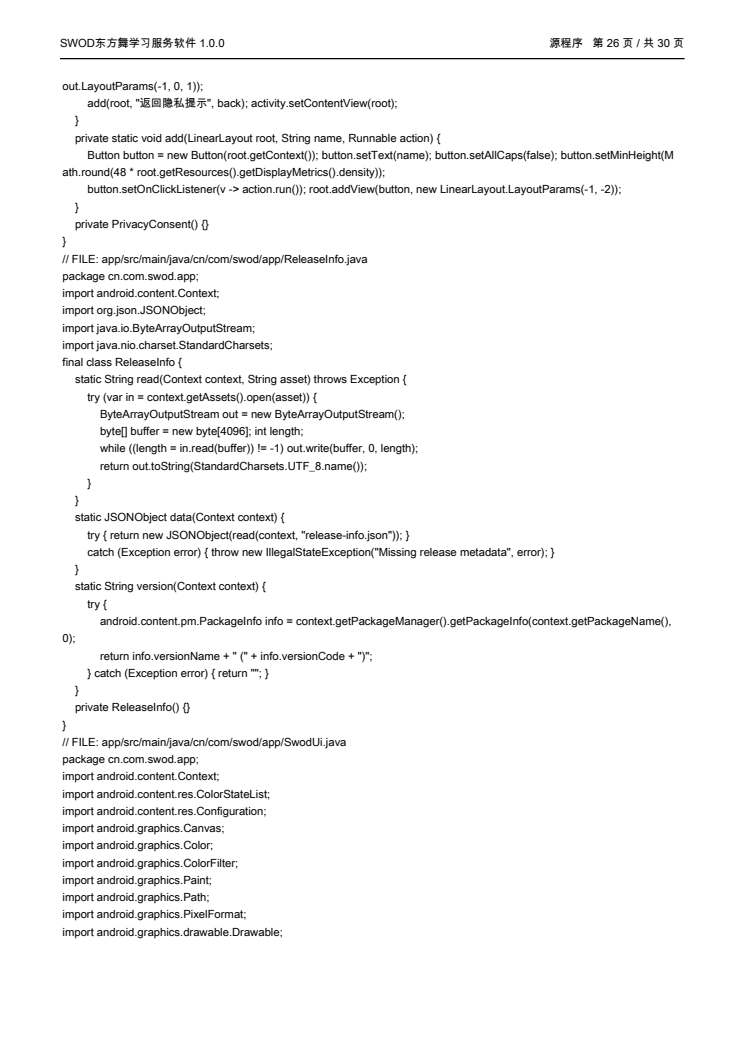 SWOD东方舞学习服务软件 1.0.0 源程序 第 26 页 / 共 30 页
out.LayoutParams(-1, 0, 1));
add(root, "返回隐私提示", back); activity.setContentView(root);
}
private static void add(LinearLayout root, String name, Runnable action) {
Button button = new Button(root.getContext()); button.setText(name); button.setAllCaps(false); button.setMinHeight(M
ath.round(48 * root.getResources().getDisplayMetrics().density));
button.setOnClickListener(v -> action.run()); root.addView(button, new LinearLayout.LayoutParams(-1, -2));
}
private PrivacyConsent() {}
}
// FILE: app/src/main/java/cn/com/swod/app/ReleaseInfo.java
package cn.com.swod.app;
import android.content.Context;
import org.json.JSONObject;
import java.io.ByteArrayOutputStream;
import java.nio.charset.StandardCharsets;
final class ReleaseInfo {
static String read(Context context, String asset) throws Exception {
try (var in = context.getAssets().open(asset)) {
ByteArrayOutputStream out = new ByteArrayOutputStream();
byte[] buffer = new byte[4096]; int length;
while ((length = in.read(buffer)) != -1) out.write(buffer, 0, length);
return out.toString(StandardCharsets.UTF_8.name());
}
}
static JSONObject data(Context context) {
try { return new JSONObject(read(context, "release-info.json")); }
catch (Exception error) { throw new IllegalStateException("Missing release metadata", error); }
}
static String version(Context context) {
try {
android.content.pm.PackageInfo info = context.getPackageManager().getPackageInfo(context.getPackageName(),
0);
return info.versionName + " (" + info.versionCode + ")";
} catch (Exception error) { return ""; }
}
private ReleaseInfo() {}
}
// FILE: app/src/main/java/cn/com/swod/app/SwodUi.java
package cn.com.swod.app;
import android.content.Context;
import android.content.res.ColorStateList;
import android.content.res.Configuration;
import android.graphics.Canvas;
import android.graphics.Color;
import android.graphics.ColorFilter;
import android.graphics.Paint;
import android.graphics.Path;
import android.graphics.PixelFormat;
import android.graphics.drawable.Drawable;